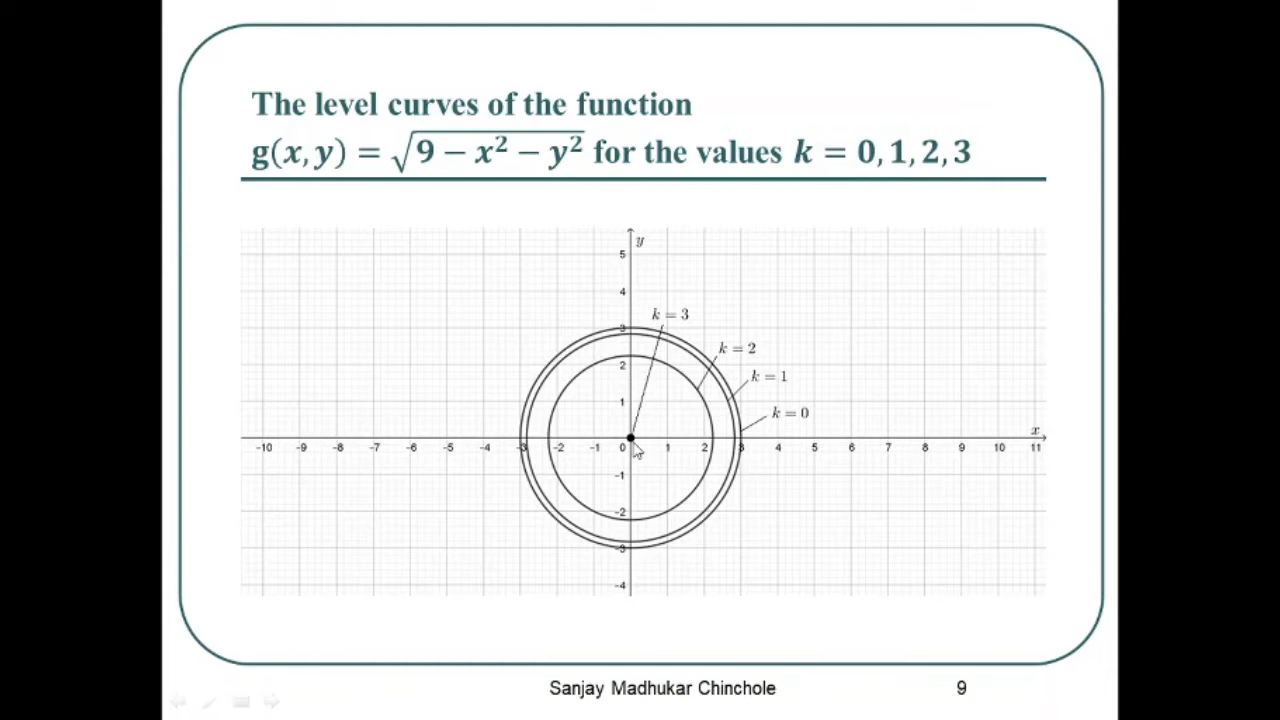 The level curves of the function
g(x, y) = √9 − x² − y² for the values k = 0, 1, 2, 3
y
5
4
k = 3
3
k = 2
2
k = 1
1
k = 0
x
-10 -9 -8 -7 -6 -5 -4 -3 -2 -1 0 1 2 3 4 5 6 7 8 9 10 11
-1
-2
-3
-4
Sanjay Madhukar Chinchole 9